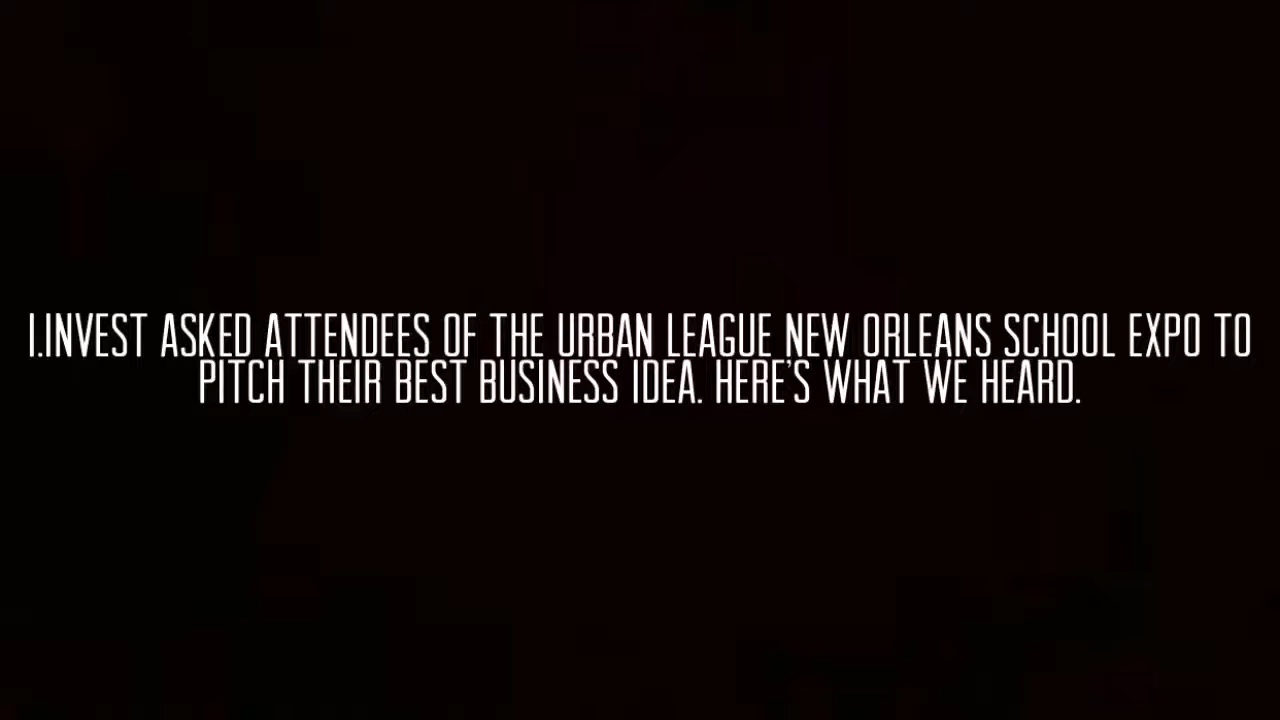 I.INVEST ASKED ATTENDEES OF THE URBAN LEAGUE NEW ORLEANS SCHOOL EXPO TO
PITCH THEIR BEST BUSINESS IDEA. HERE'S WHAT WE HEARD.